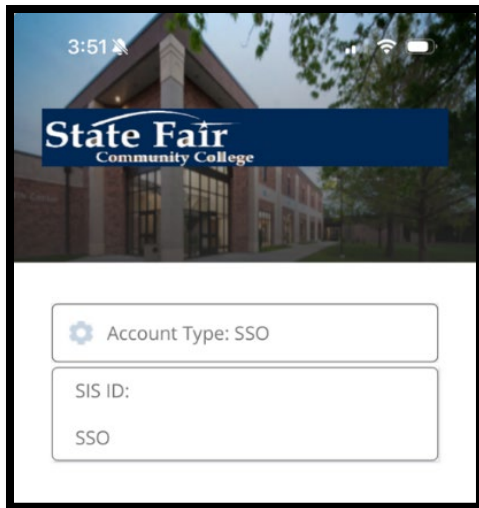 3:51
State Fair
Community College
Account Type: SSO
SIS ID:
SSO